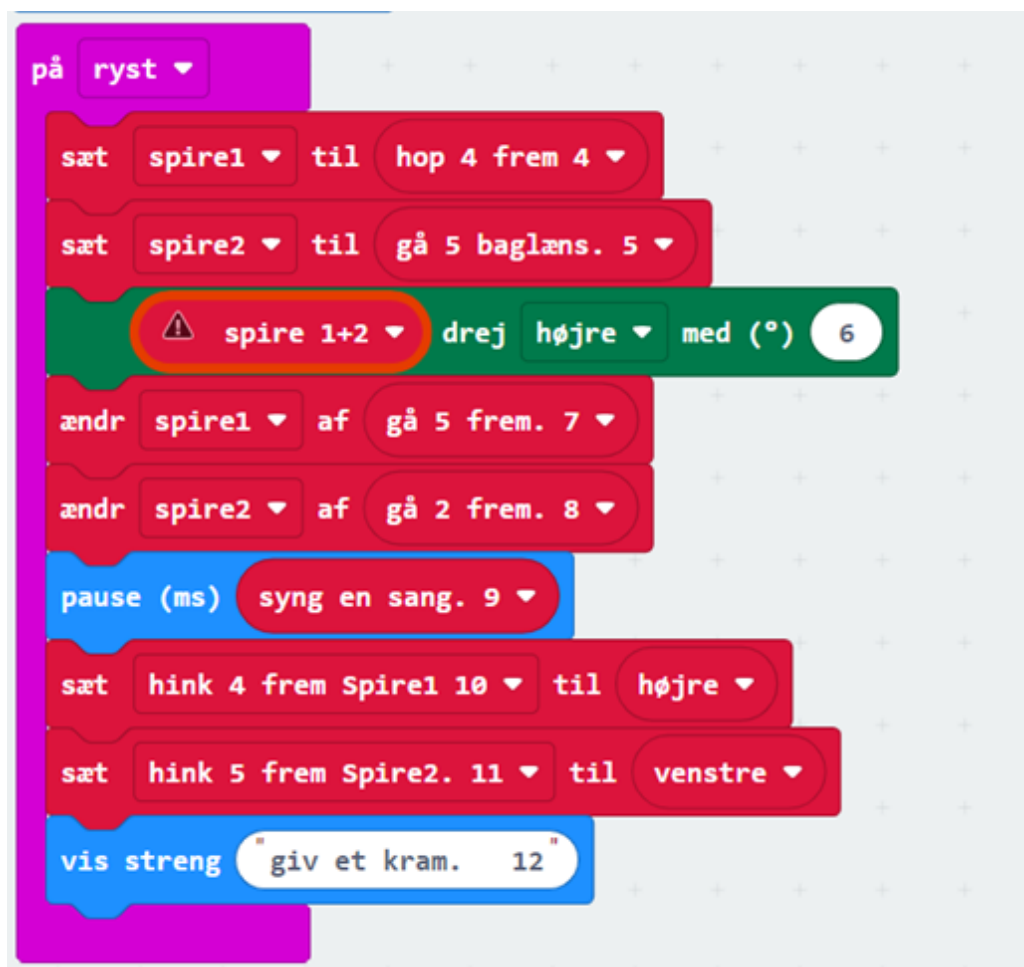 på ryst
sæt spire1 til hop 4 frem 4
sæt spire2 til gå 5 baglæns. 5
spire 1+2 drej højre med (°) 6
ændr spire1 af gå 5 frem. 7
ændr spire2 af gå 2 frem. 8
pause (ms) syng en sang. 9
sæt hink 4 frem Spire1 10 til højre
sæt hink 5 frem Spire2. 11 til venstre
vis streng "giv et kram. 12"